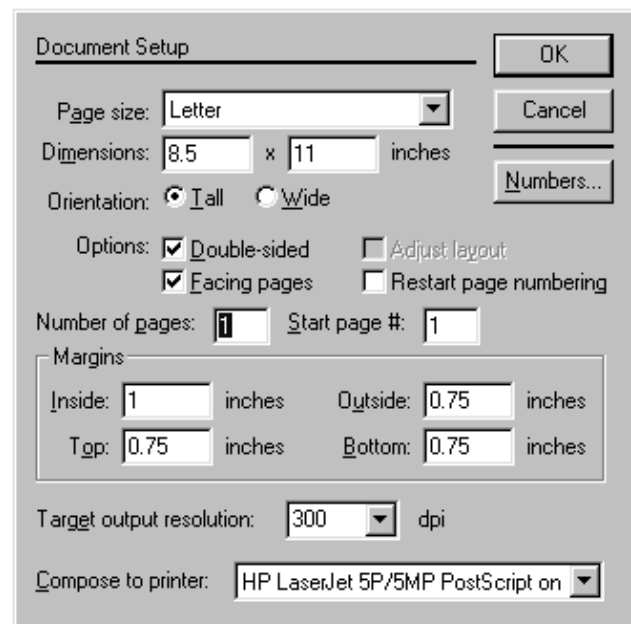 Document Setup
OK
Page size: Letter
Cancel
Dimensions: 8.5 x 11 inches
Numbers...
Orientation: Tall Wide
Options: Double-sided Adjust layout
Facing pages Restart page numbering
Number of pages: 1 Start page #: 1
Margins
Inside: 1 inches Outside: 0.75 inches
Top: 0.75 inches Bottom: 0.75 inches
Target output resolution: 300 dpi
Compose to printer: HP LaserJet 5P/5MP PostScript on